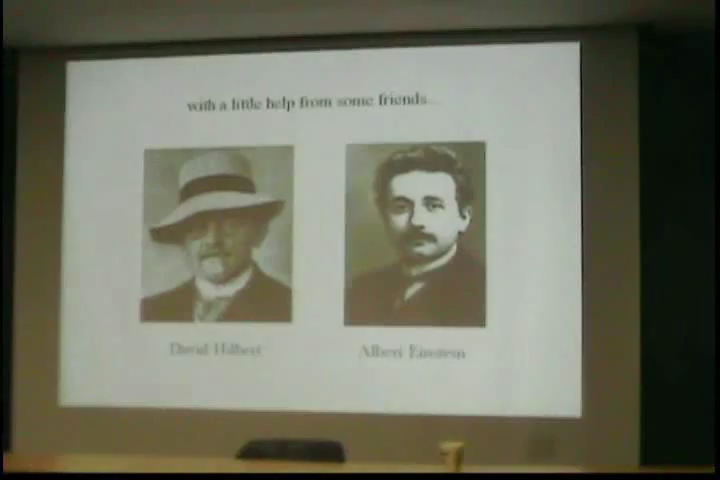 with a little help from some friends...
David Hilbert
Albert Einstein